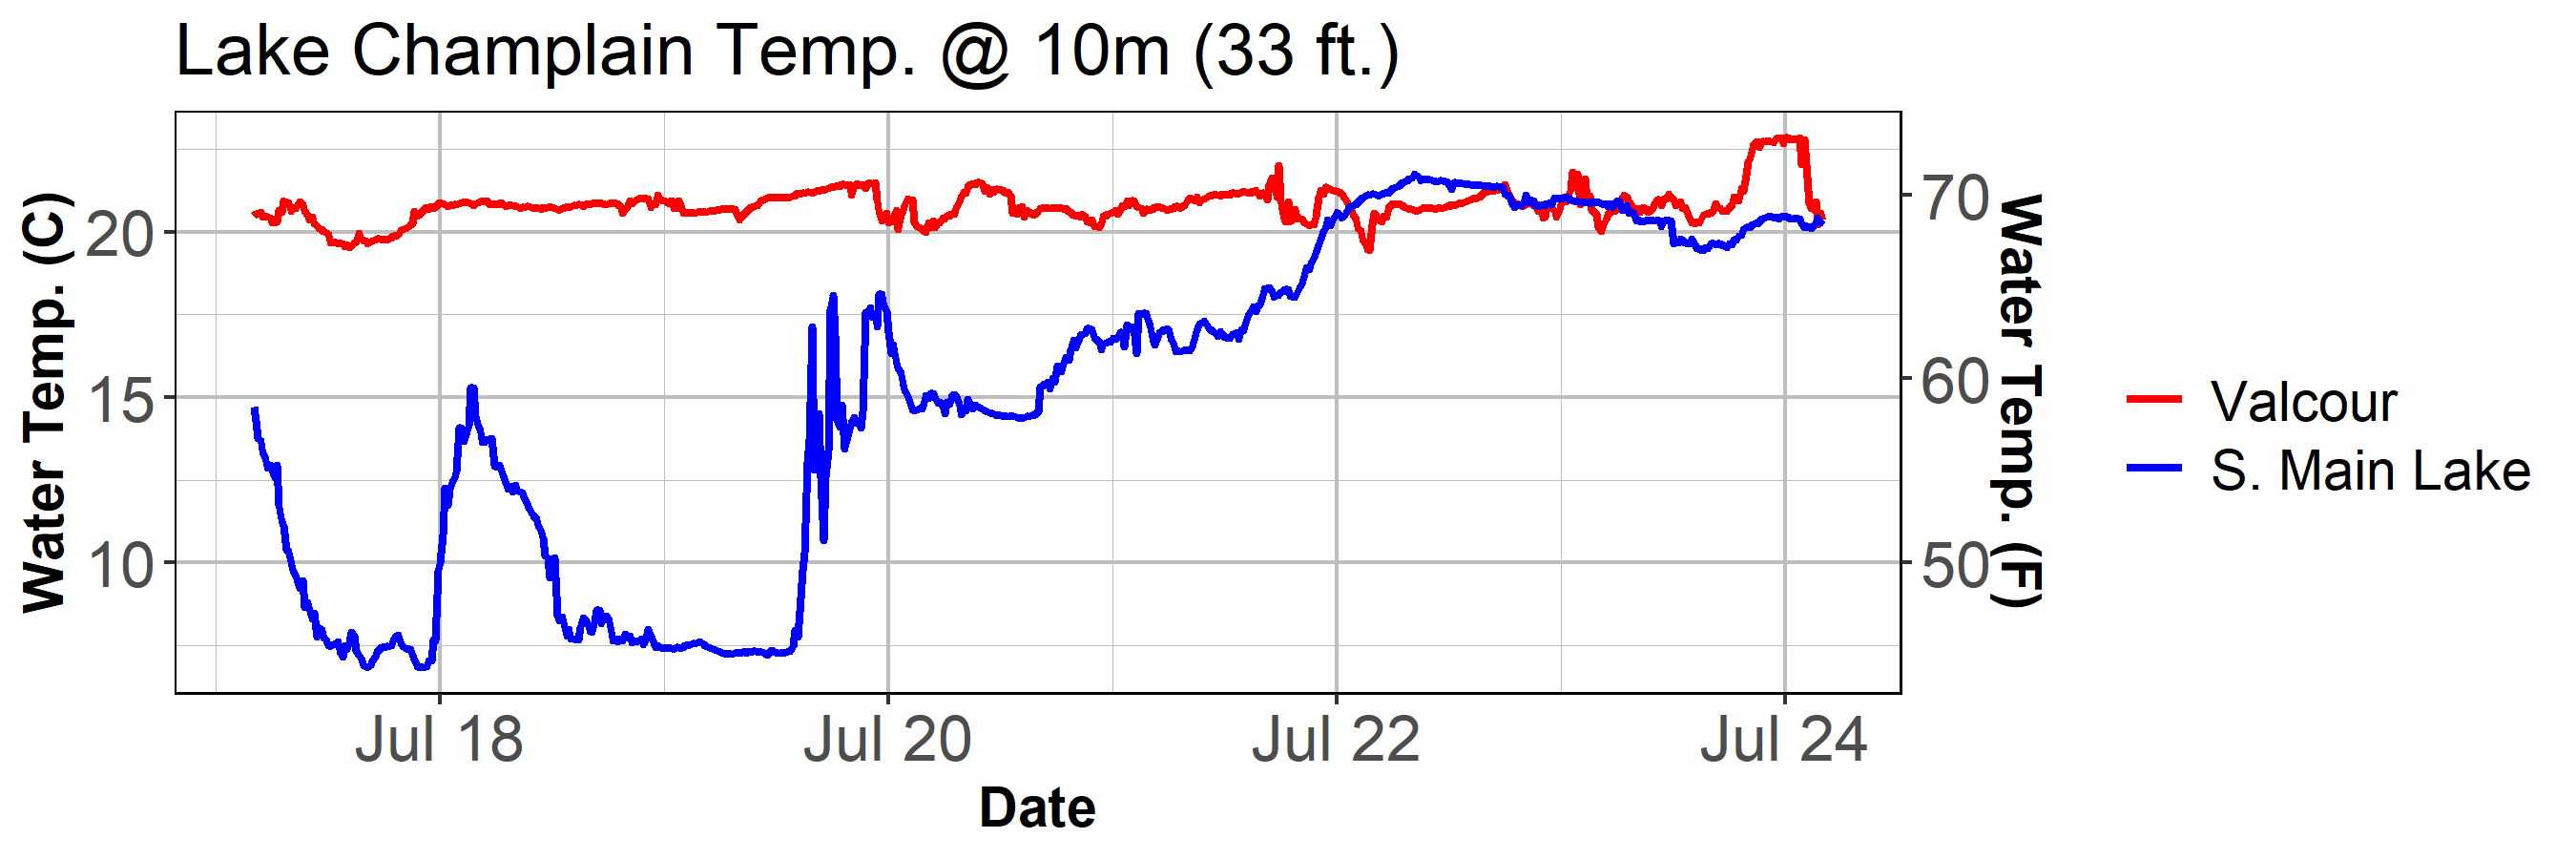 Lake Champlain Temp. @ 10m (33 ft.)
Water Temp. (C)
20
15
10
70
60
50
Water Temp. (F)
Jul 18
Jul 20
Jul 22
Jul 24
Date
Valcour
S. Main Lake